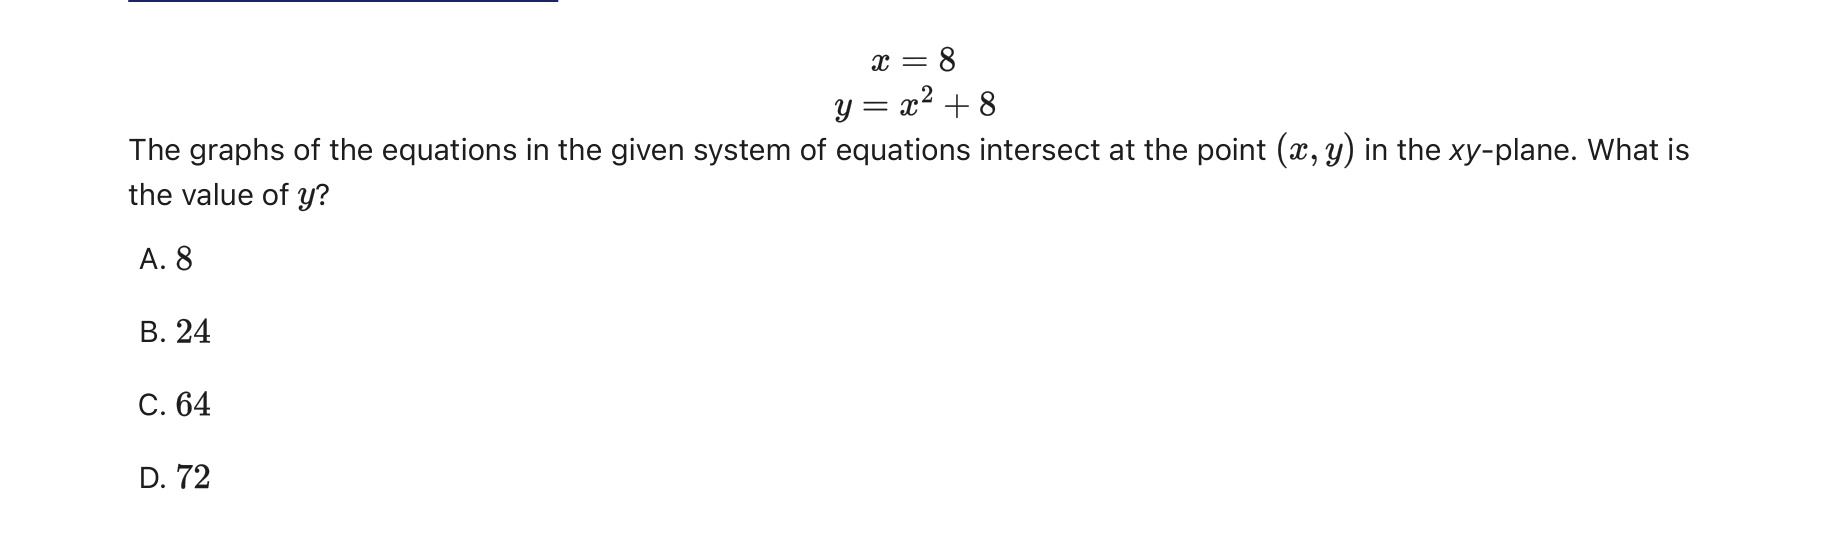 x = 8
y = x² + 8
The graphs of the equations in the given system of equations intersect at the point (x, y) in the xy-plane. What is
the value of y?
A. 8
B. 24
C. 64
D. 72